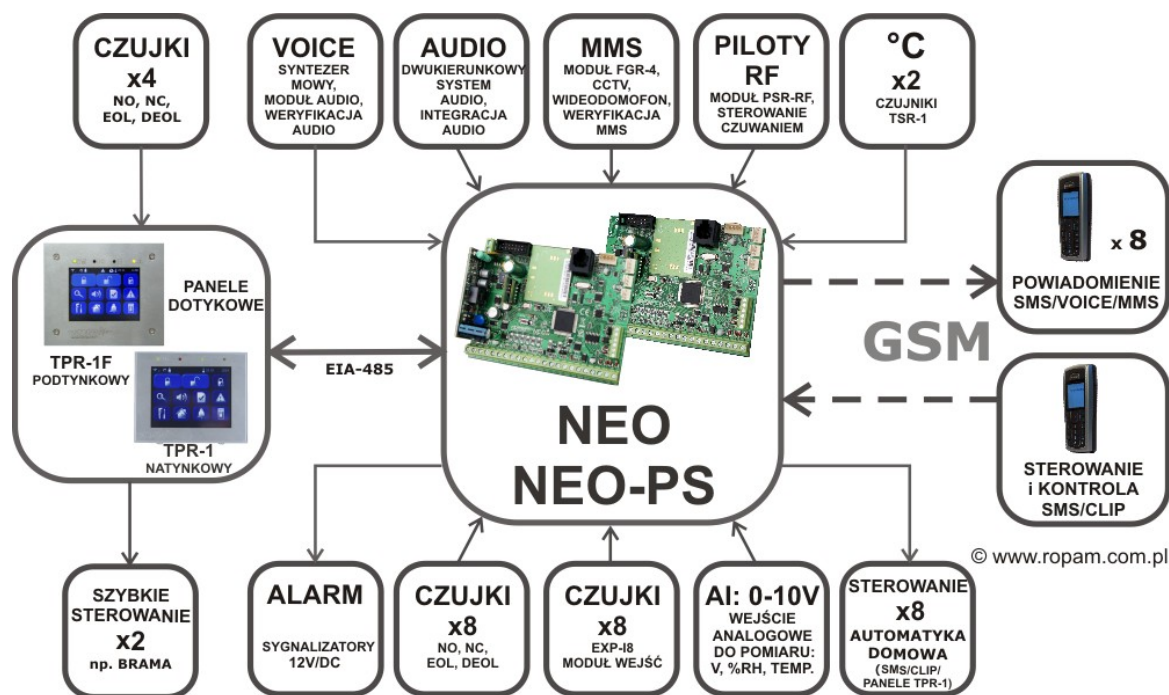 CZUJKI
x4
NO, NC,
EOL, DEOL
VOICE
SYNTEZER
MOWY,
MODUŁ AUDIO,
WERYFIKACJA
AUDIO
AUDIO
DWUKIERUNKOWY
SYSTEM
AUDIO,
INTEGRACJA
AUDIO
MMS
MODUŁ FGR-4,
CCTV,
WIDEODOMOFON,
WERYFIKACJA
MMS
PILOTY
RF
MODUŁ PSR-RF,
STEROWANIE
CZUWANIEM
°C
x2
CZUJNIKI
TSR-1
PANELE
DOTYKOWE
TPR-1F
PODTYNKOWY
TPR-1
NATYNKOWY
EIA-485
NEO
NEO-PS
GSM
x 8
POWIADOMIENIE
SMS/VOICE/MMS
STEROWANIE
i KONTROLA
SMS/CLIP
© www.ropam.com.pl
SZYBKIE
STEROWANIE
x2
np. BRAMA
ALARM
SYGNALIZATORY
12V/DC
CZUJKI
x8
NO, NC,
EOL, DEOL
CZUJKI
x8
EXP-I8
MODUŁ WEJŚĆ
AI: 0-10V
WEJŚCIE
ANALOGOWE
DO POMIARU:
V, %RH, TEMP.
STEROWANIE
x8
AUTOMATYKA
DOMOWA
(SMS/CLIP/
PANELE TPR-1)